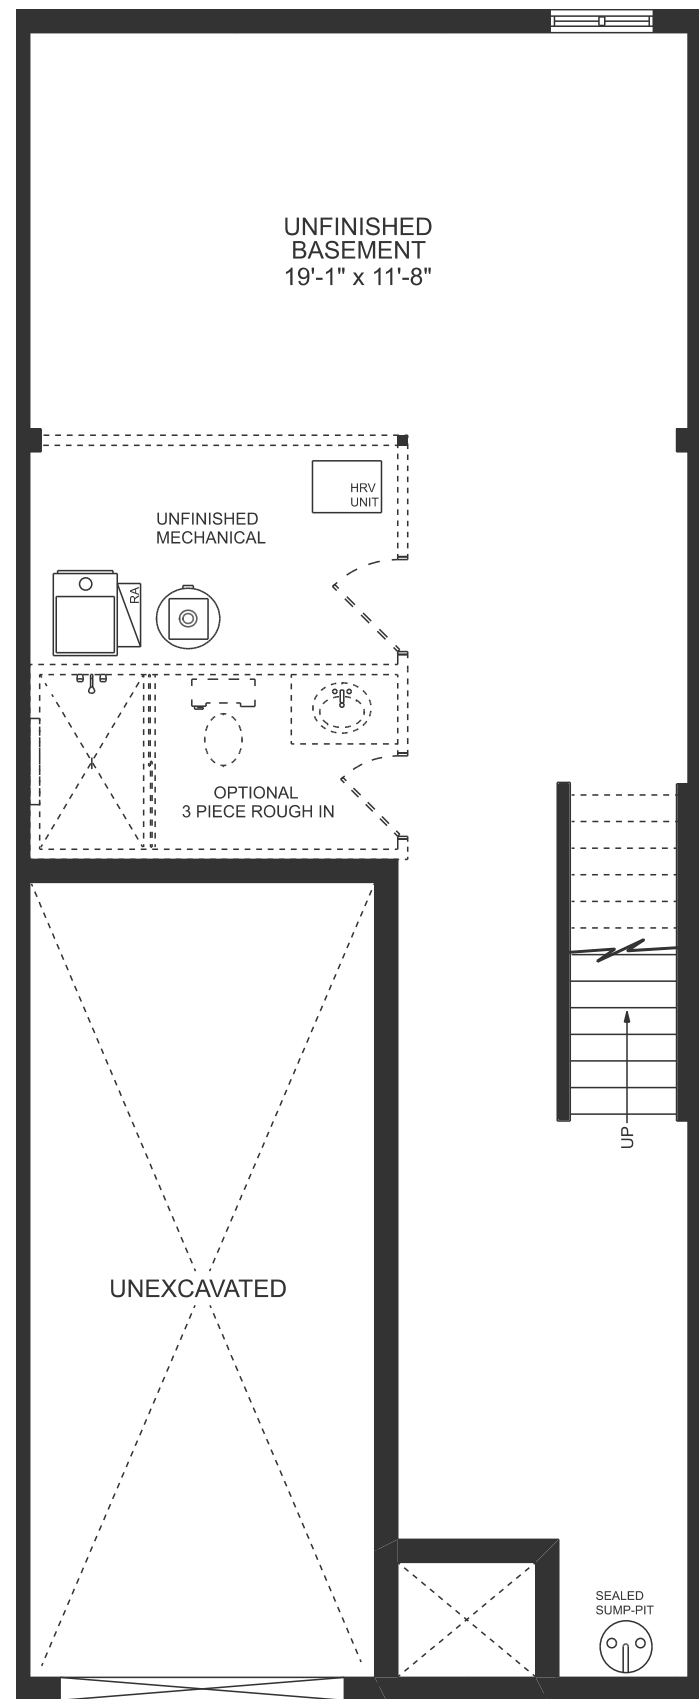 UNFINISHED
BASEMENT
19'-1" x 11'-8"
HRV
UNIT
UNFINISHED
MECHANICAL
RA
OPTIONAL
3 PIECE ROUGH IN
UP
UNEXCAVATED
SEALED
SUMP-PIT